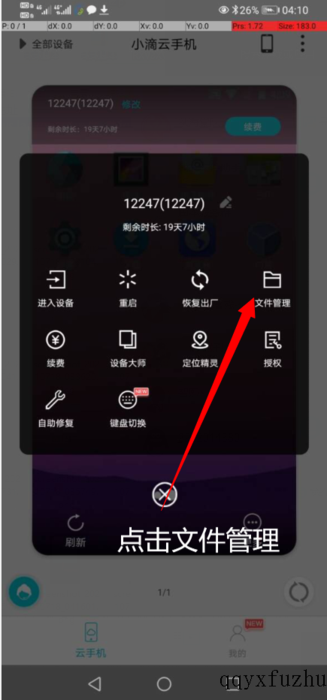 26% 04:10
P: 0 / 1 dX: 0.0 dY: 0.0 Xv: 0.0 Yv: 0.0 Prs: 1.72 Size: 183.0
全部设备 小滴云手机
12247(12247) 修改
剩余时长：19天7小时 续费
12247(12247)
剩余时长: 19天7小时
进入设备 重启 恢复出厂 文件管理
续费 设备大师 定位精灵 授权
NEW
自助修复 键盘切换
刷新
点击文件管理
1/1
NEW
云手机 我的
qqyxfuzhu